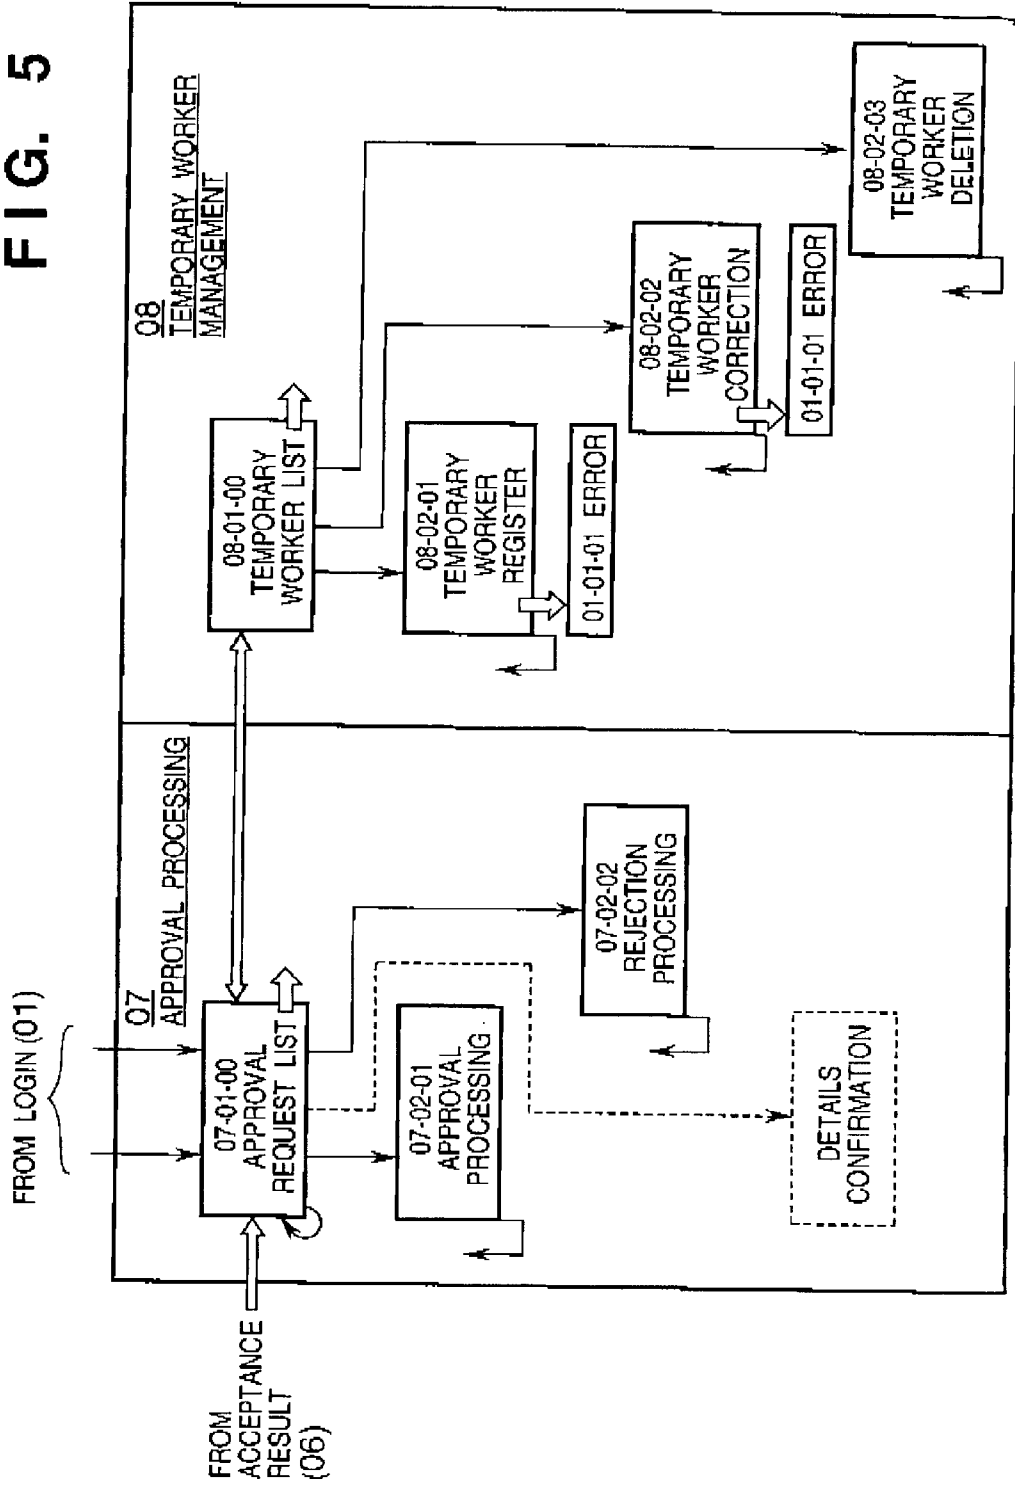 FIG. 5
FROM LOGIN (01)
FROM
ACCEPTANCE
RESULT
(06)
07
APPROVAL PROCESSING
07-01-00
APPROVAL
REQUEST LIST
07-02-01
APPROVAL
PROCESSING
07-02-02
REJECTION
PROCESSING
DETAILS
CONFIRMATION
08
TEMPORARY WORKER
MANAGEMENT
08-01-00
TEMPORARY
WORKER LIST
08-02-01
TEMPORARY
WORKER
REGISTER
01-01-01 ERROR
08-02-02
TEMPORARY
WORKER
CORRECTION
01-01-01 ERROR
08-02-03
TEMPORARY
WORKER
DELETION